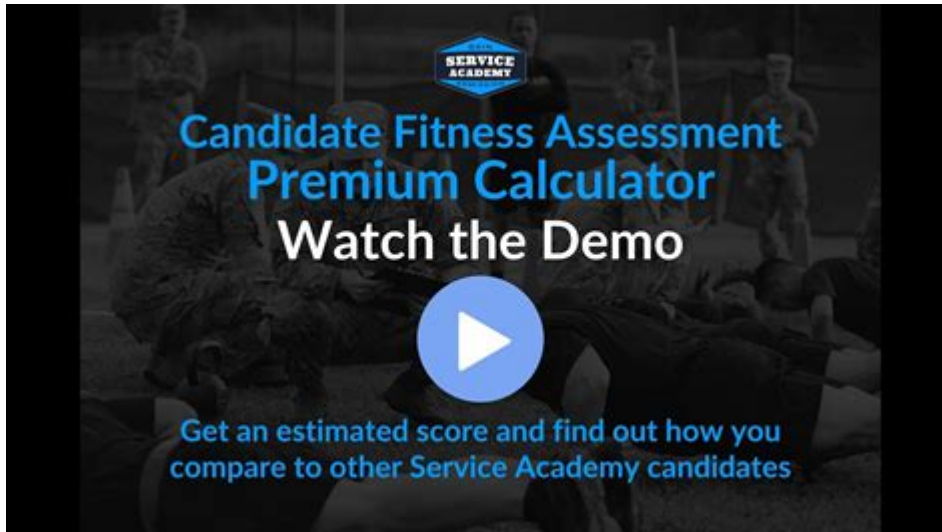 GAIN
SERVICE
ACADEMY
Candidate Fitness Assessment
Premium Calculator
Watch the Demo
Get an estimated score and find out how you
compare to other Service Academy candidates